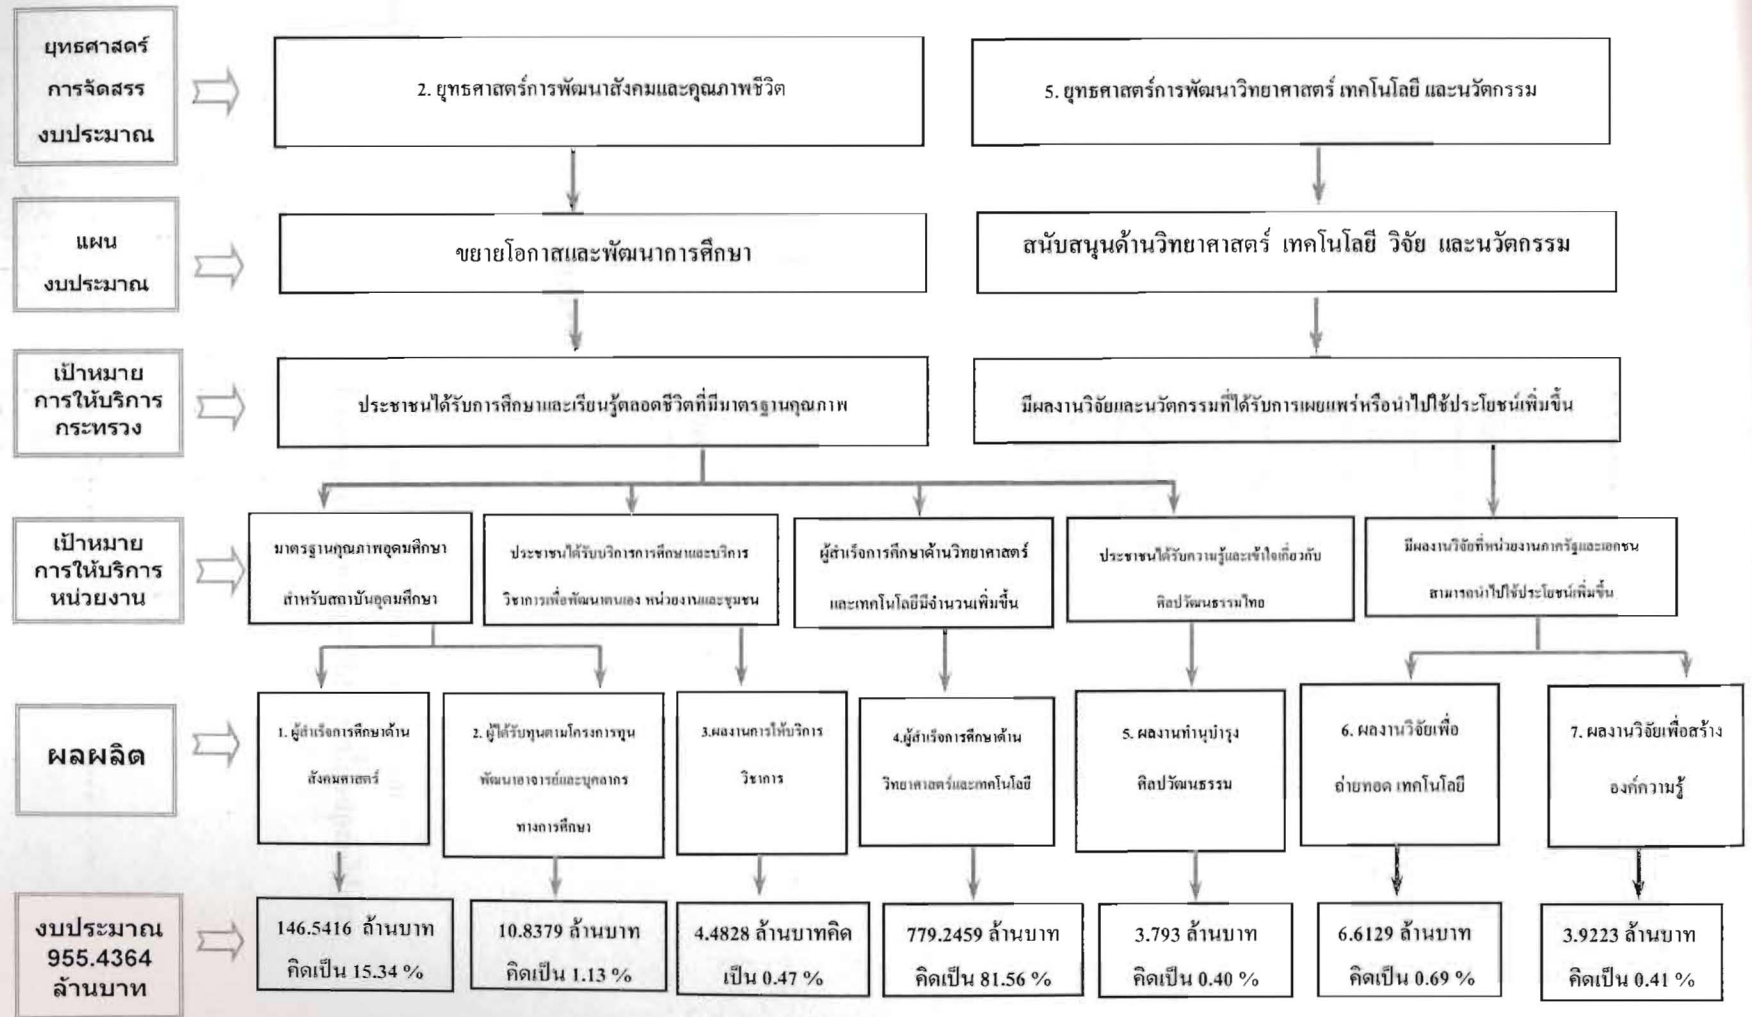 ยุทธศาสตร์
การจัดสรร
งบประมาณ
2. ยุทธศาสตร์การพัฒนาสังคมและคุณภาพชีวิต
5. ยุทธศาสตร์การพัฒนาวิทยาศาสตร์ เทคโนโลยี และนวัตกรรม
แผน
งบประมาณ
ขยายโอกาสและพัฒนาการศึกษา
สนับสนุนด้านวิทยาศาสตร์ เทคโนโลยี วิจัย และนวัตกรรม
เป้าหมาย
การให้บริการ
กระทรวง
ประชาชนได้รับการศึกษาและเรียนรู้ตลอดชีวิตที่มีมาตรฐานคุณภาพ
มีผลงานวิจัยและนวัตกรรมที่ได้รับการเผยแพร่หรือนำไปใช้ประโยชน์เพิ่มขึ้น
เป้าหมาย
การให้บริการ
หน่วยงาน
มาตรฐานคุณภาพอุดมศึกษา
สำหรับสถาบันอุดมศึกษา
ประชาชนได้รับบริการการศึกษาและบริการ
วิชาการเพื่อพัฒนาตนเอง หน่วยงานและชุมชน
ผู้สำเร็จการศึกษาด้านวิทยาศาสตร์
และเทคโนโลยีมีจำนวนเพิ่มขึ้น
ประชาชนได้รับความรู้และเข้าใจเกี่ยวกับ
ศิลปวัฒนธรรมไทย
มีผลงานวิจัยที่หน่วยงานภาครัฐและเอกชน
สามารถนำไปใช้ประโยชน์เพิ่มขึ้น
ผลผลิต
1. ผู้สำเร็จการศึกษาด้าน
สังคมศาสตร์
2. ผู้ได้รับทุนตามโครงการทุน
พัฒนาอาจารย์และบุคลากร
ทางการศึกษา
3.ผลงานการให้บริการ
วิชาการ
4.ผู้สำเร็จการศึกษาด้าน
วิทยาศาสตร์และเทคโนโลยี
5. ผลงานทำนุบำรุง
ศิลปวัฒนธรรม
6. ผลงานวิจัยเพื่อ
ถ่ายทอด เทคโนโลยี
7. ผลงานวิจัยเพื่อสร้าง
องค์ความรู้
งบประมาณ
955.4364
ล้านบาท
146.5416 ล้านบาท
คิดเป็น 15.34 %
10.8379 ล้านบาท
คิดเป็น 1.13 %
4.4828 ล้านบาทคิด
เป็น 0.47 %
779.2459 ล้านบาท
คิดเป็น 81.56 %
3.793 ล้านบาท
คิดเป็น 0.40 %
6.6129 ล้านบาท
คิดเป็น 0.69 %
3.9223 ล้านบาท
คิดเป็น 0.41 %